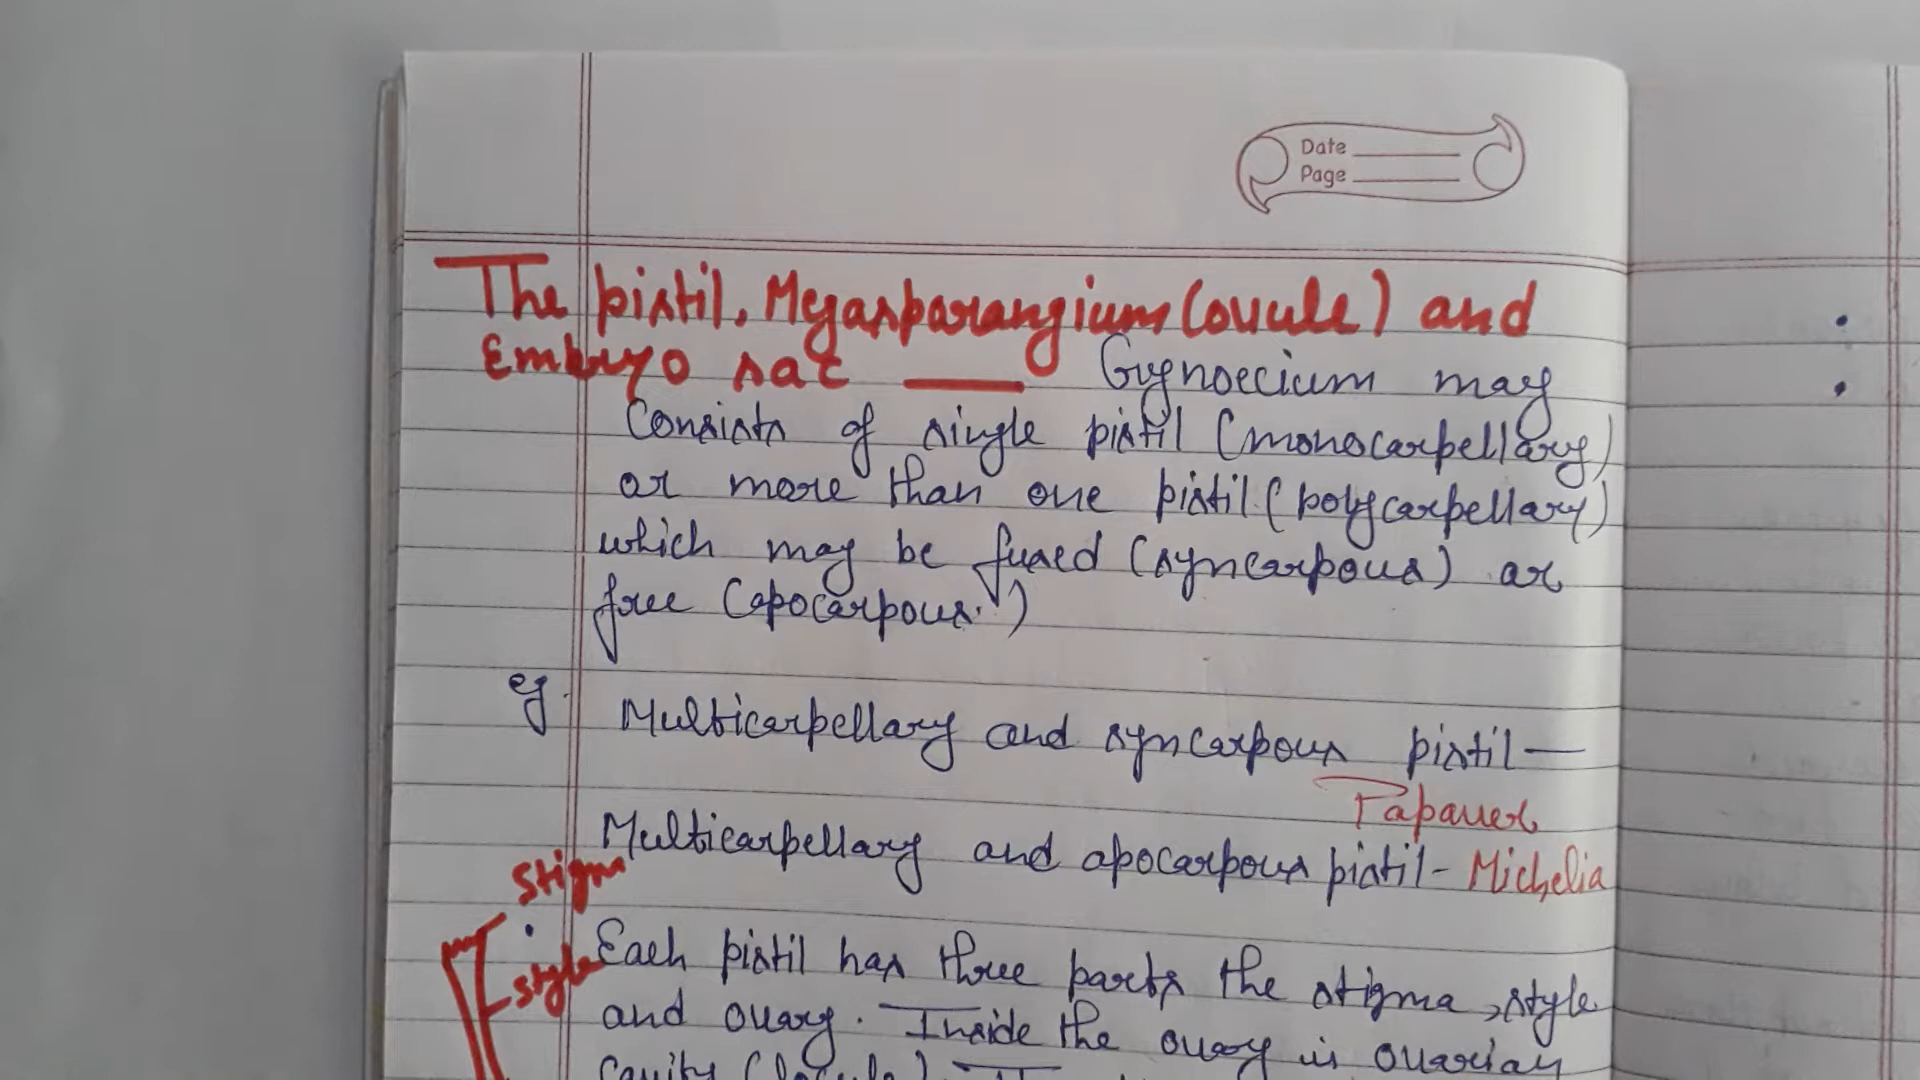 Date
Page
The pistil, Megasporangium (ovule) and
Embryo sac — Gynoecium may
Consists of single pistil (monocarpellary)
or more than one pistil (polycarpellary)
which may be fused (syncarpous) or
free (apocarpous.)
eg. Multicarpellary and syncarpous pistil —
Papaver
Multicarpellary and apocarpous pistil - Michelia
Stigma
• Each pistil has three parts the stigma, style
style
and ovary. Inside the ovary is ovarian
Cavity (locule).